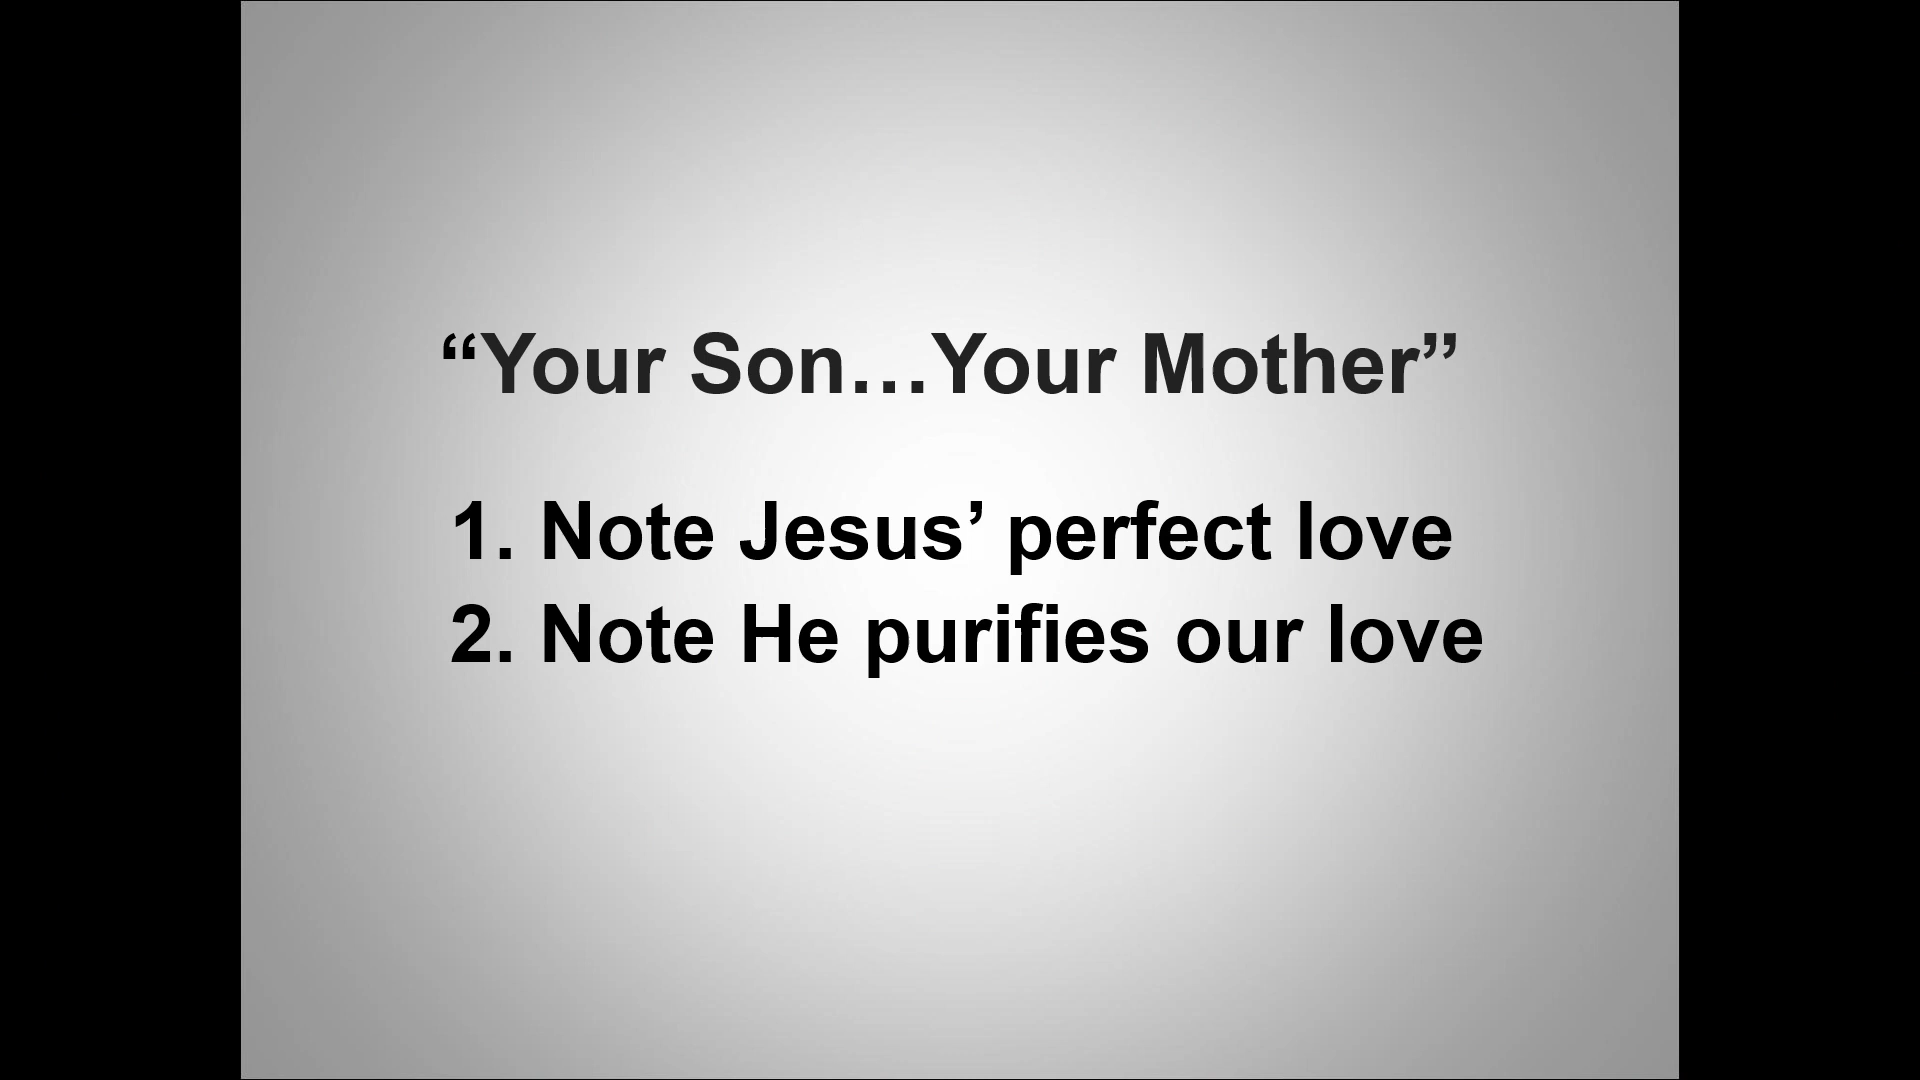 “Your Son…Your Mother”
1. Note Jesus’ perfect love
2. Note He purifies our love